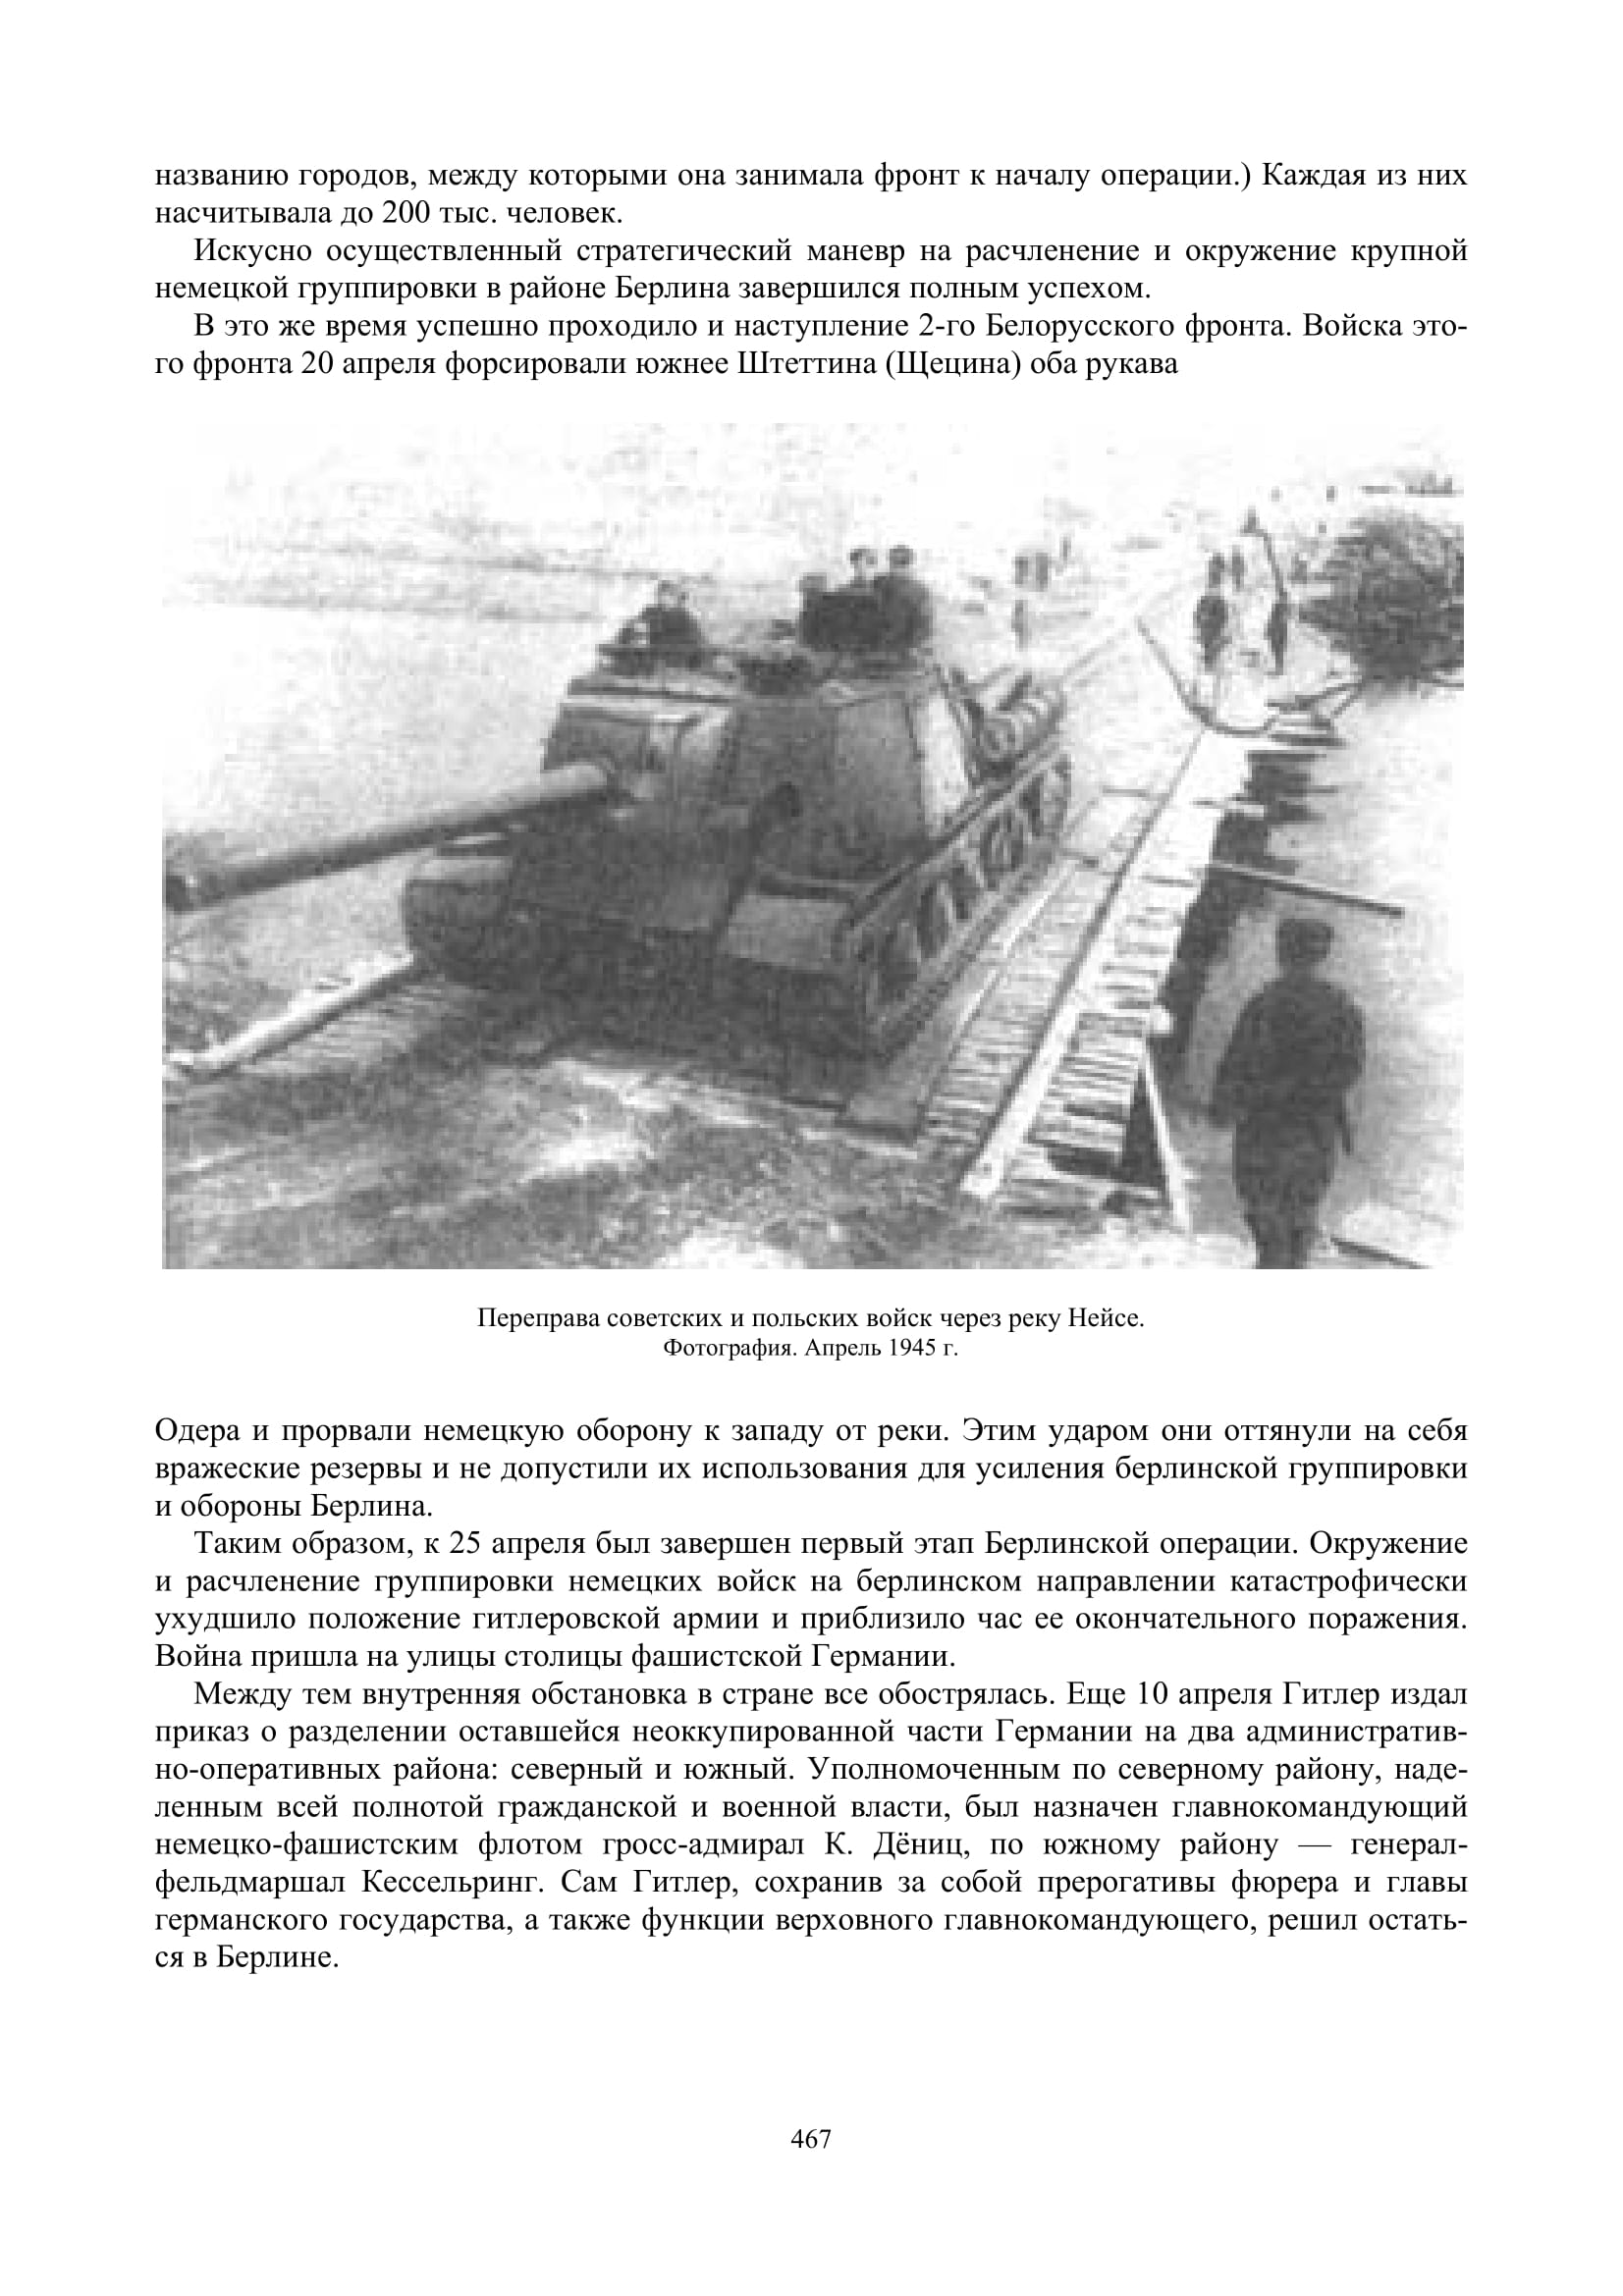 названию городов, между которыми она занимала фронт к началу операции.) Каждая из них
насчитывала до 200 тыс. человек.
Искусно осуществленный стратегический маневр на расчленение и окружение крупной
немецкой группировки в районе Берлина завершился полным успехом.
В это же время успешно проходило и наступление 2-го Белорусского фронта. Войска это-
го фронта 20 апреля форсировали южнее Штеттина (Щецина) оба рукава
Переправа советских и польских войск через реку Нейсе.
Фотография. Апрель 1945 г.
Одера и прорвали немецкую оборону к западу от реки. Этим ударом они оттянули на себя
вражеские резервы и не допустили их использования для усиления берлинской группировки
и обороны Берлина.
Таким образом, к 25 апреля был завершен первый этап Берлинской операции. Окружение
и расчленение группировки немецких войск на берлинском направлении катастрофически
ухудшило положение гитлеровской армии и приблизило час ее окончательного поражения.
Война пришла на улицы столицы фашистской Германии.
Между тем внутренняя обстановка в стране все обострялась. Еще 10 апреля Гитлер издал
приказ о разделении оставшейся неоккупированной части Германии на два административ-
но-оперативных района: северный и южный. Уполномоченным по северному району, наде-
ленным всей полнотой гражданской и военной власти, был назначен главнокомандующий
немецко-фашистским флотом гросс-адмирал К. Дёниц, по южному району — генерал-
фельдмаршал Кессельринг. Сам Гитлер, сохранив за собой прерогативы фюрера и главы
германского государства, а также функции верховного главнокомандующего, решил остать-
ся в Берлине.
467